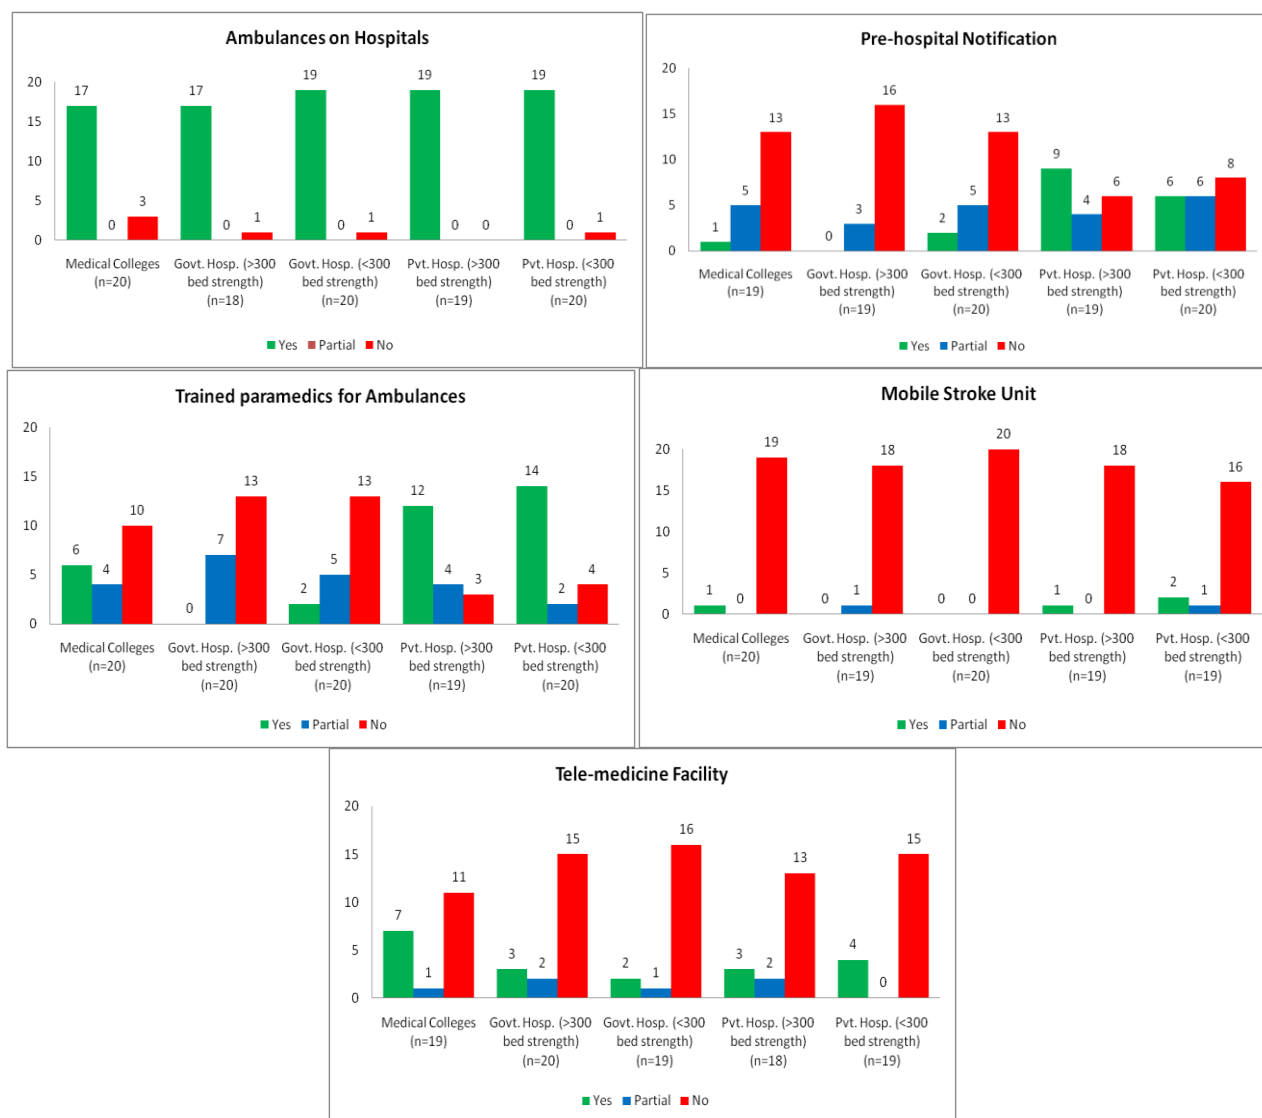 Ambulances on Hospitals
20
15
10
5
0
17
0
3
17
0
1
19
0
1
19
0
0
19
0
1
Medical Colleges
(n=20)
Govt. Hosp. (>300
bed strength)
(n=18)
Govt. Hosp. (<300
bed strength)
(n=20)
Pvt. Hosp. (>300
bed strength)
(n=19)
Pvt. Hosp. (<300
bed strength)
(n=20)
Yes Partial No
Pre-hospital Notification
20
15
10
5
0
1
5
13
0
3
16
2
5
13
9
4
6
6
6
8
Medical Colleges
(n=19)
Govt. Hosp. (>300
bed strength)
(n=19)
Govt. Hosp. (<300
bed strength)
(n=20)
Pvt. Hosp. (>300
bed strength)
(n=19)
Pvt. Hosp. (<300
bed strength)
(n=20)
Yes Partial No
Trained paramedics for Ambulances
20
15
10
5
0
6
4
10
0
7
13
2
5
13
12
4
3
14
2
4
Medical Colleges
(n=20)
Govt. Hosp. (>300
bed strength)
(n=20)
Govt. Hosp. (<300
bed strength)
(n=20)
Pvt. Hosp. (>300
bed strength)
(n=19)
Pvt. Hosp. (<300
bed strength)
(n=20)
Yes Partial No
Mobile Stroke Unit
20
15
10
5
0
1
0
19
0
1
18
0
0
20
1
0
18
2
1
16
Medical Colleges
(n=20)
Govt. Hosp. (>300
bed strength)
(n=19)
Govt. Hosp. (<300
bed strength)
(n=20)
Pvt. Hosp. (>300
bed strength)
(n=19)
Pvt. Hosp. (<300
bed strength)
(n=19)
Yes Partial No
Tele-medicine Facility
20
15
10
5
0
7
1
11
3
2
15
2
1
16
3
2
13
4
0
15
Medical Colleges
(n=19)
Govt. Hosp. (>300
bed strength)
(n=20)
Govt. Hosp. (<300
bed strength)
(n=19)
Pvt. Hosp. (>300
bed strength)
(n=18)
Pvt. Hosp. (<300
bed strength)
(n=19)
Yes Partial No